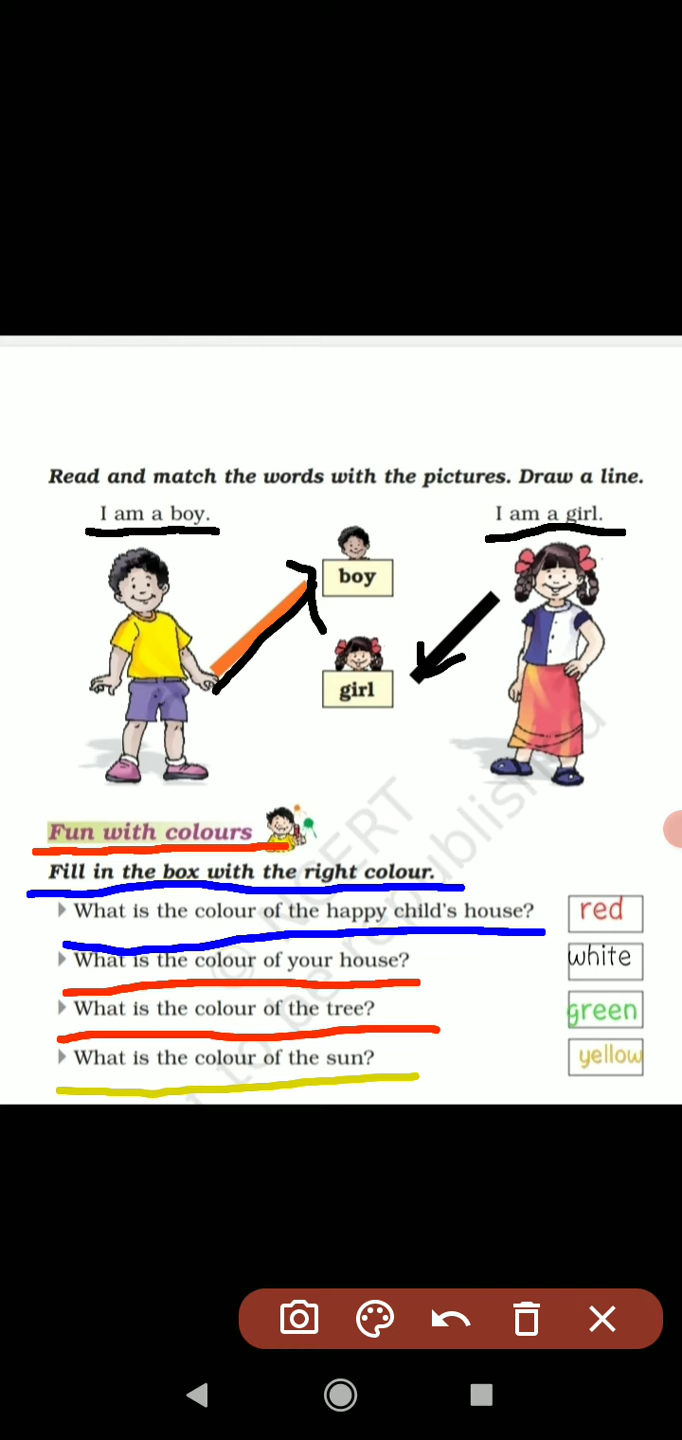 Read and match the words with the pictures. Draw a line.
I am a boy.
I am a girl.
boy
girl
Fun with colours
Fill in the box with the right colour.
What is the colour of the happy child's house? red
What is the colour of your house? white
What is the colour of the tree? green
What is the colour of the sun? yellow
© NCERT
be republished